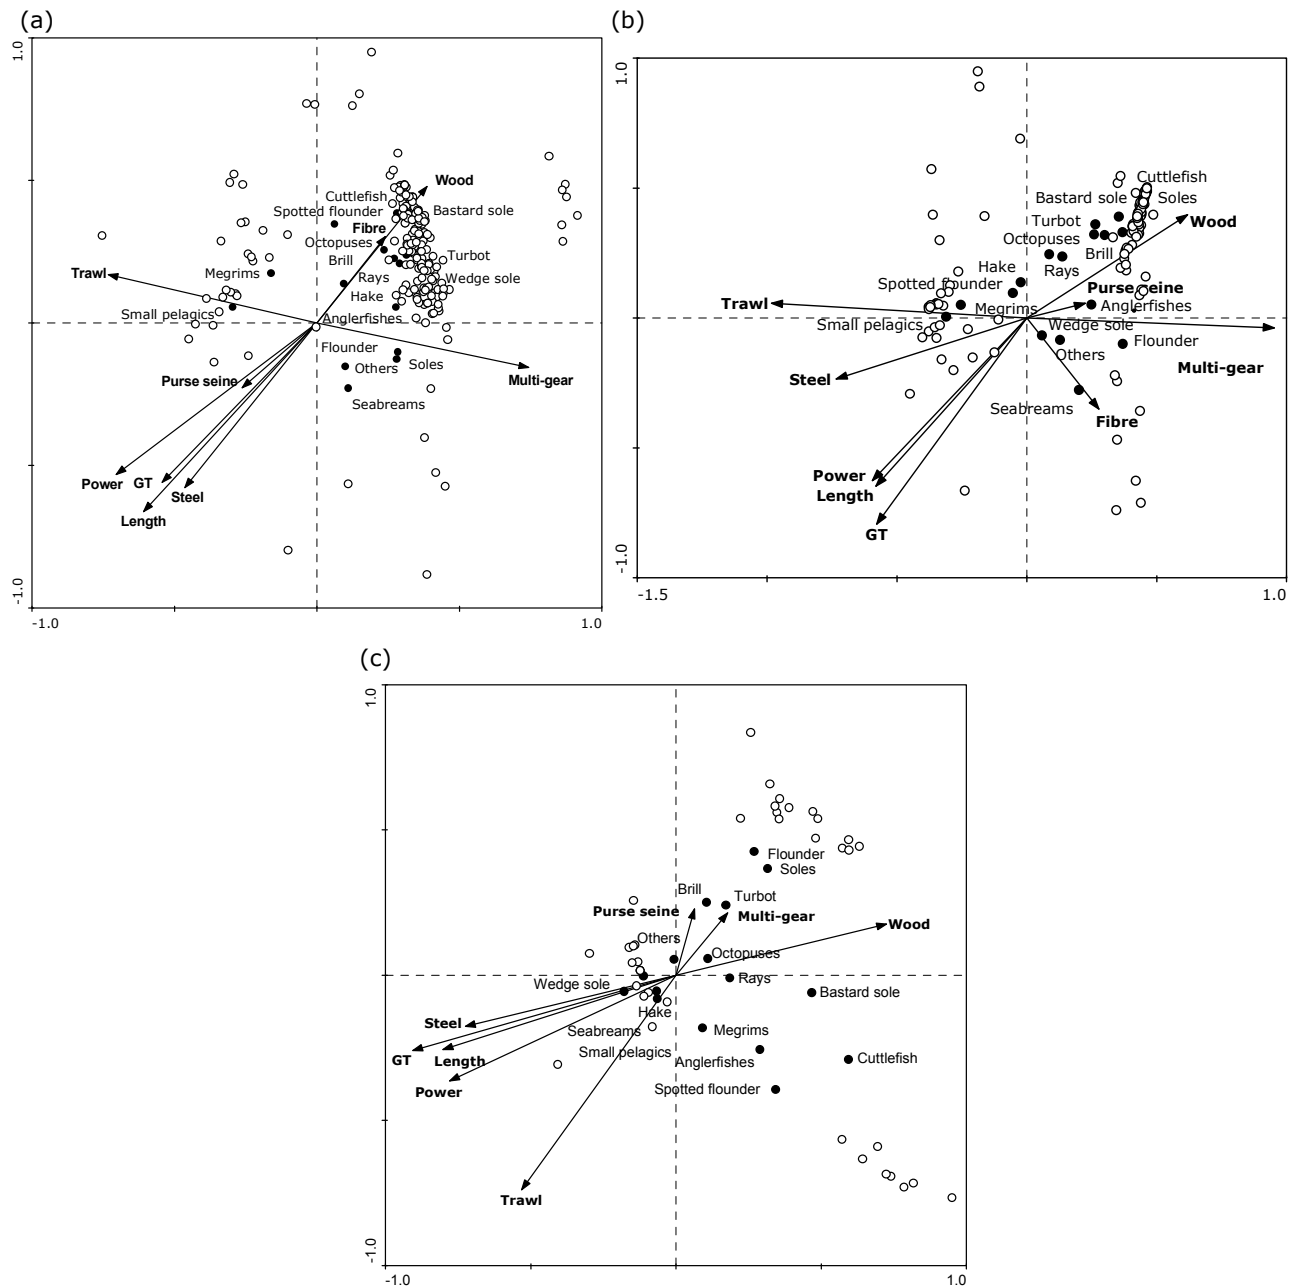 (a)
1.0
Wood
Cuttlefish
Spotted flounder
Bastard sole
Fibre
Octopuses
Brill
Turbot
Trawl
Megrims
Rays
Wedge sole
Hake
Small pelagics
Anglerfishes
Flounder
Soles
Others
Purse seine
Multi-gear
Seabreams
Power
GT
Steel
Length
-1.0
-1.0
1.0
(b)
1.0
Cuttlefish
Bastard sole
Soles
Turbot
Wood
Octopuses
Brill
Hake
Rays
Spotted flounder
Purse seine
Trawl
Megrims
Anglerfishes
Small pelagics
Wedge sole
Flounder
Others
Multi-gear
Steel
Seabreams
Fibre
Power
Length
GT
-1.0
-1.5
1.0
(c)
1.0
Flounder
Soles
Brill
Turbot
Purse seine
Multi-gear
Wood
Others
Octopuses
Wedge sole
Rays
Bastard sole
Hake
Steel
Seabreams
Megrims
GT
Length
Small pelagics
Anglerfishes
Cuttlefish
Power
Spotted flounder
Trawl
-1.0
-1.0
1.0